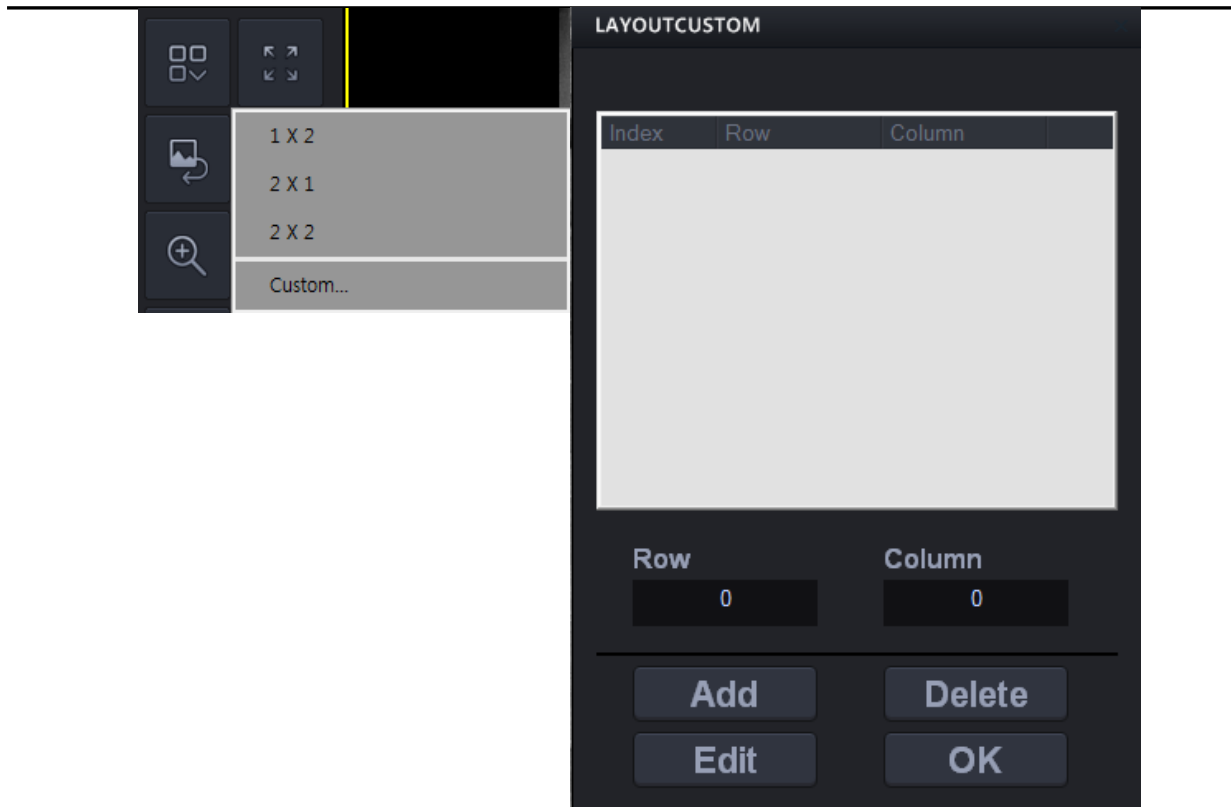 LAYOUTCUSTOM
1 X 2
2 X 1
2 X 2
Custom...
Index Row Column
Row Column
0 0
Add Delete
Edit OK